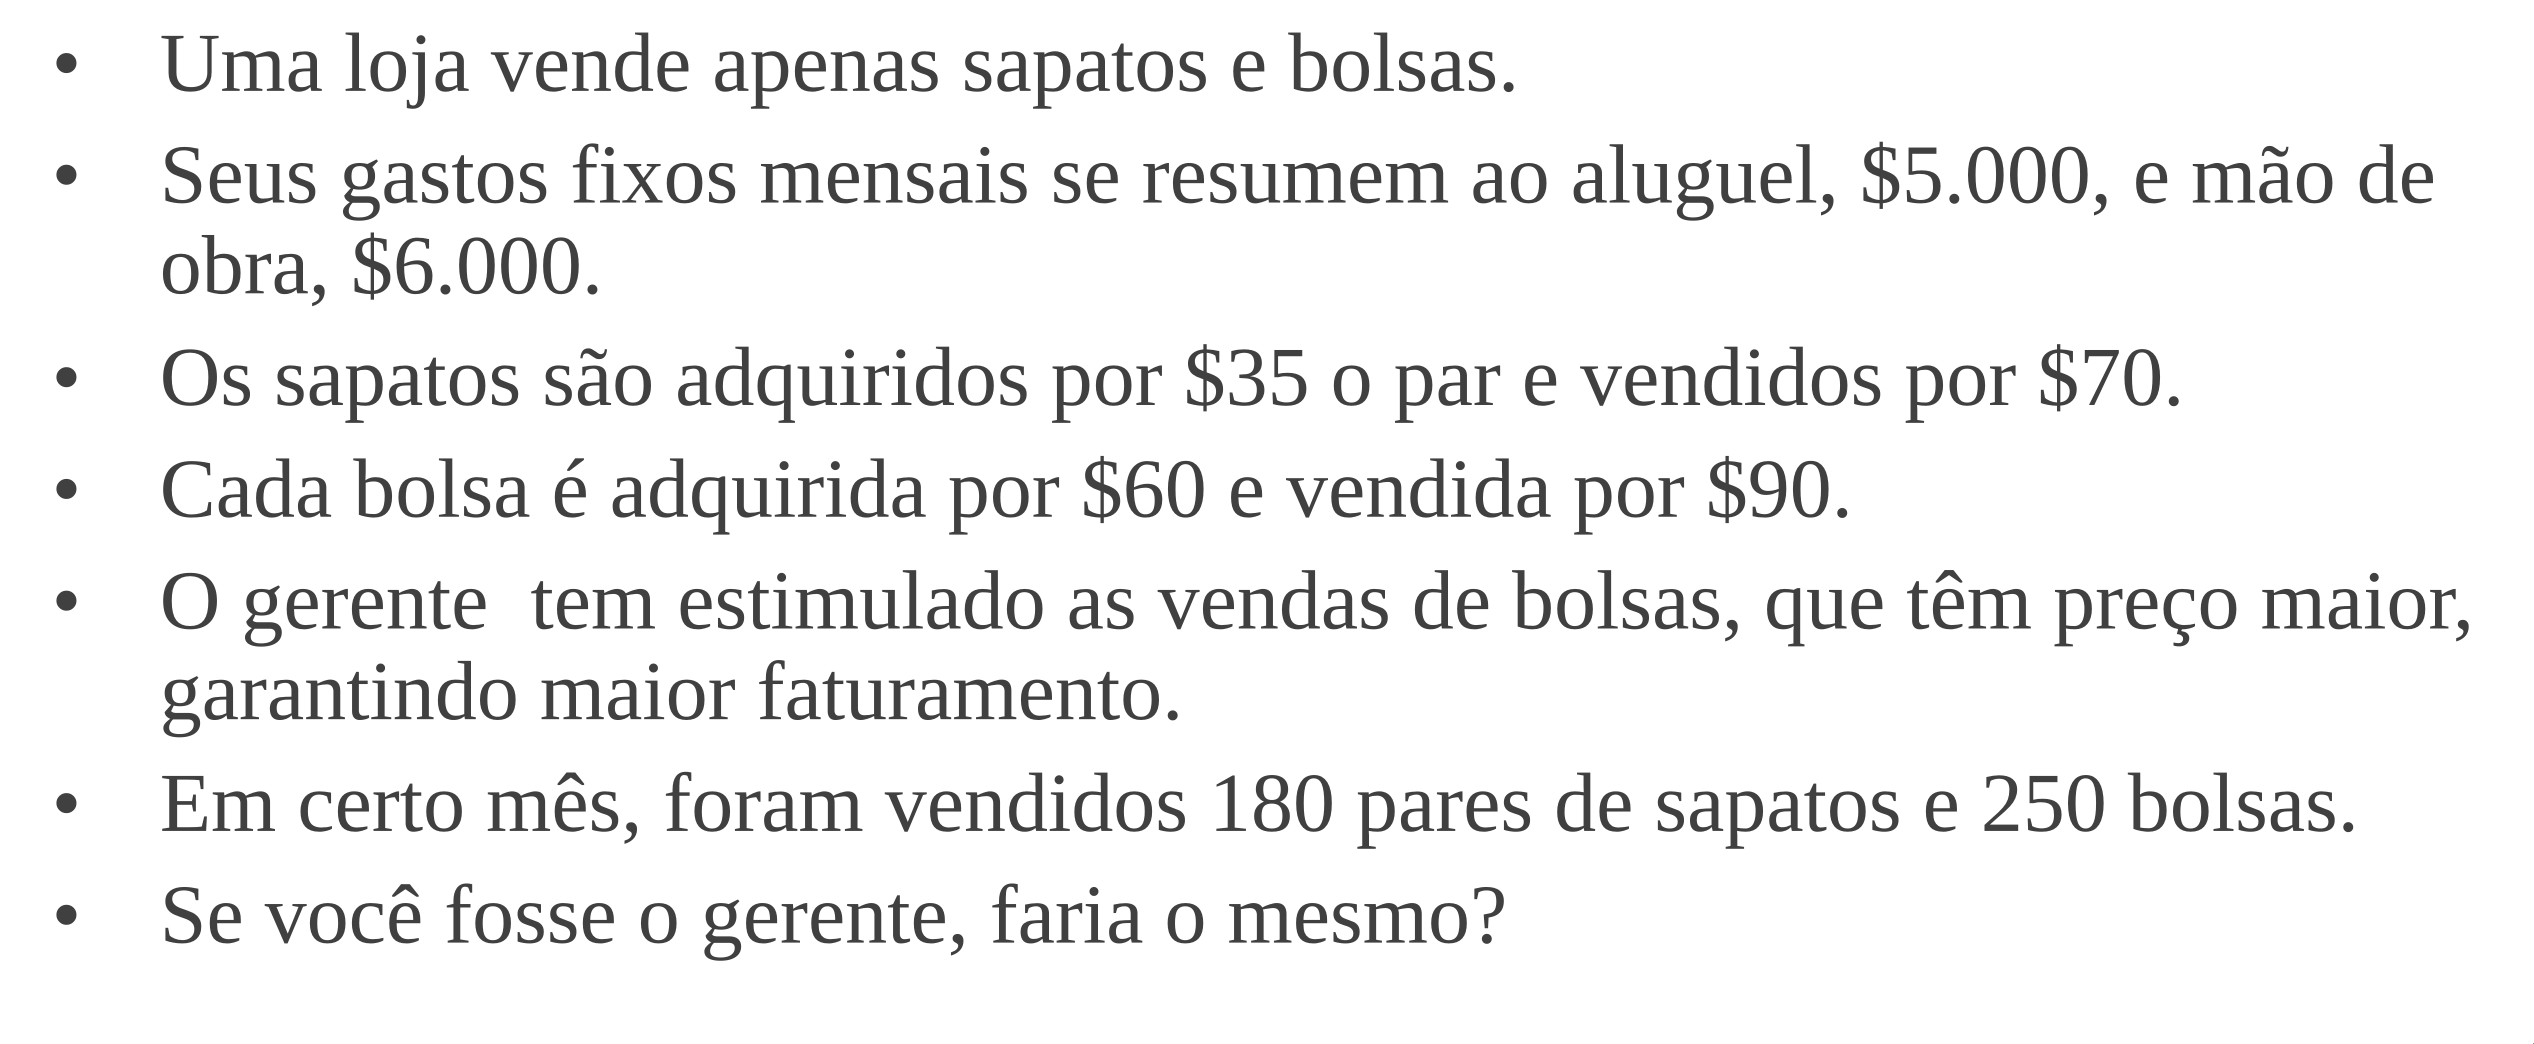 • Uma loja vende apenas sapatos e bolsas.
• Seus gastos fixos mensais se resumem ao aluguel, $5.000, e mão de
obra, $6.000.
• Os sapatos são adquiridos por $35 o par e vendidos por $70.
• Cada bolsa é adquirida por $60 e vendida por $90.
• O gerente  tem estimulado as vendas de bolsas, que têm preço maior,
garantindo maior faturamento.
• Em certo mês, foram vendidos 180 pares de sapatos e 250 bolsas.
• Se você fosse o gerente, faria o mesmo?